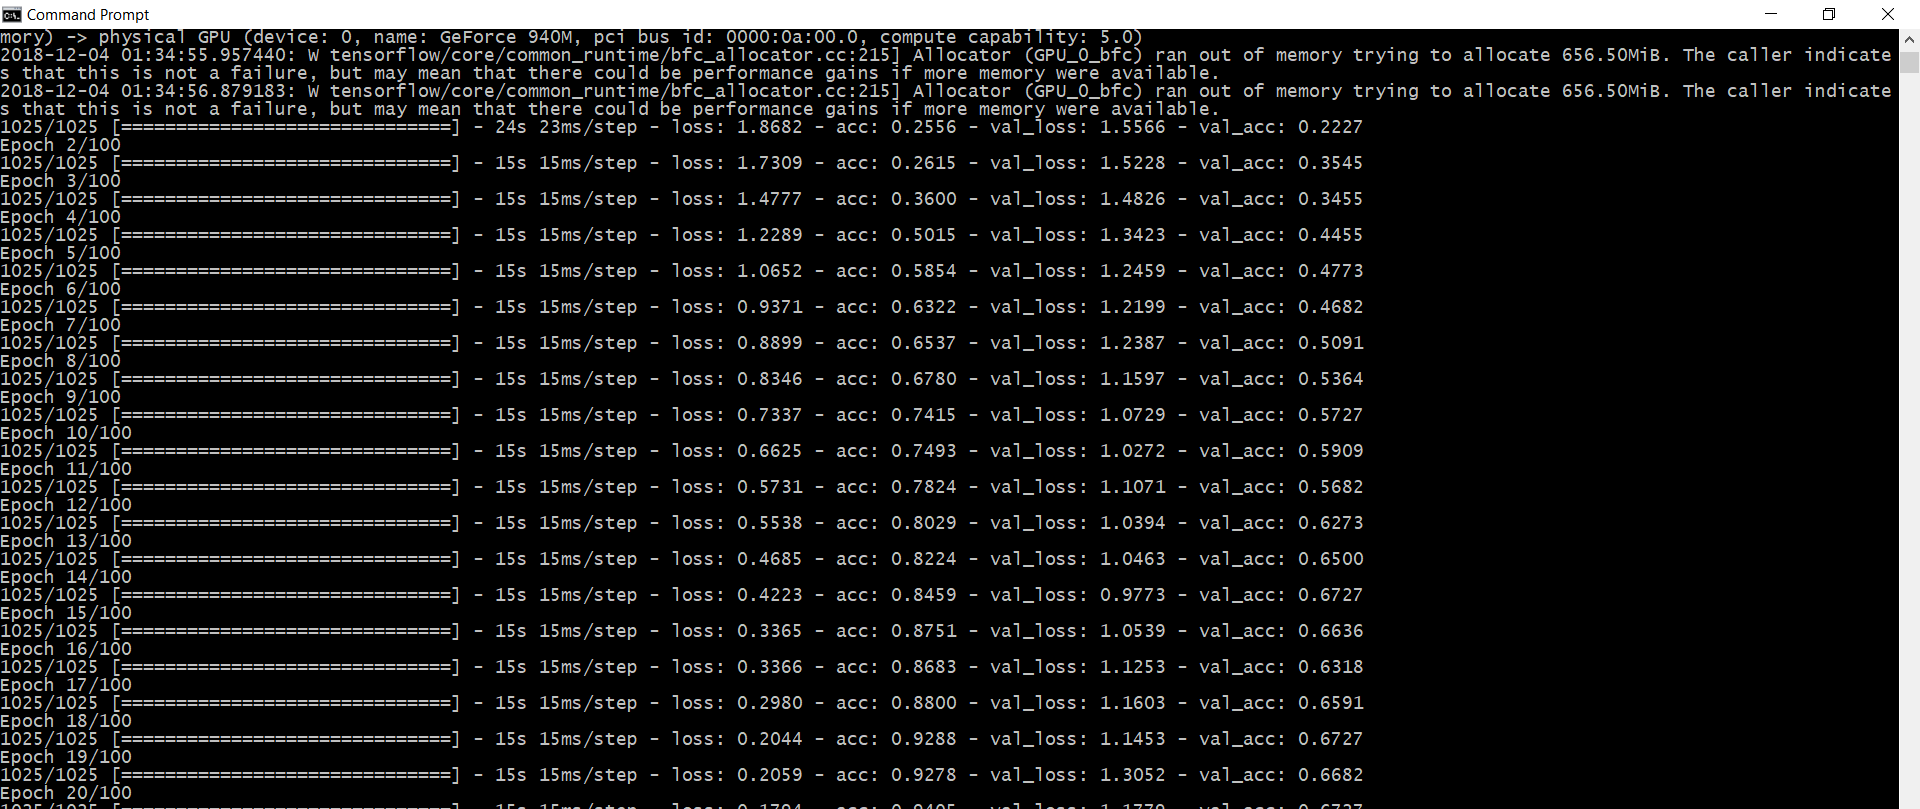 Command Prompt
mory) -> physical GPU (device: 0, name: GeForce 940M, pci bus id: 0000:0a:00.0, compute capability: 5.0)
2018-12-04 01:34:55.957440: W tensorflow/core/common_runtime/bfc_allocator.cc:215] Allocator (GPU_0_bfc) ran out of memory trying to allocate 656.50MiB. The caller indicate
s that this is not a failure, but may mean that there could be performance gains if more memory were available.
2018-12-04 01:34:56.879183: W tensorflow/core/common_runtime/bfc_allocator.cc:215] Allocator (GPU_0_bfc) ran out of memory trying to allocate 656.50MiB. The caller indicate
s that this is not a failure, but may mean that there could be performance gains if more memory were available.
1025/1025 [==============================] - 24s 23ms/step - loss: 1.8682 - acc: 0.2556 - val_loss: 1.5566 - val_acc: 0.2227
Epoch 2/100
1025/1025 [==============================] - 15s 15ms/step - loss: 1.7309 - acc: 0.2615 - val_loss: 1.5228 - val_acc: 0.3545
Epoch 3/100
1025/1025 [==============================] - 15s 15ms/step - loss: 1.4777 - acc: 0.3600 - val_loss: 1.4826 - val_acc: 0.3455
Epoch 4/100
1025/1025 [==============================] - 15s 15ms/step - loss: 1.2289 - acc: 0.5015 - val_loss: 1.3423 - val_acc: 0.4455
Epoch 5/100
1025/1025 [==============================] - 15s 15ms/step - loss: 1.0652 - acc: 0.5854 - val_loss: 1.2459 - val_acc: 0.4773
Epoch 6/100
1025/1025 [==============================] - 15s 15ms/step - loss: 0.9371 - acc: 0.6322 - val_loss: 1.2199 - val_acc: 0.4682
Epoch 7/100
1025/1025 [==============================] - 15s 15ms/step - loss: 0.8899 - acc: 0.6537 - val_loss: 1.2387 - val_acc: 0.5091
Epoch 8/100
1025/1025 [==============================] - 15s 15ms/step - loss: 0.8346 - acc: 0.6780 - val_loss: 1.1597 - val_acc: 0.5364
Epoch 9/100
1025/1025 [==============================] - 15s 15ms/step - loss: 0.7337 - acc: 0.7415 - val_loss: 1.0729 - val_acc: 0.5727
Epoch 10/100
1025/1025 [==============================] - 15s 15ms/step - loss: 0.6625 - acc: 0.7493 - val_loss: 1.0272 - val_acc: 0.5909
Epoch 11/100
1025/1025 [==============================] - 15s 15ms/step - loss: 0.5731 - acc: 0.7824 - val_loss: 1.1071 - val_acc: 0.5682
Epoch 12/100
1025/1025 [==============================] - 15s 15ms/step - loss: 0.5538 - acc: 0.8029 - val_loss: 1.0394 - val_acc: 0.6273
Epoch 13/100
1025/1025 [==============================] - 15s 15ms/step - loss: 0.4685 - acc: 0.8224 - val_loss: 1.0463 - val_acc: 0.6500
Epoch 14/100
1025/1025 [==============================] - 15s 15ms/step - loss: 0.4223 - acc: 0.8459 - val_loss: 0.9773 - val_acc: 0.6727
Epoch 15/100
1025/1025 [==============================] - 15s 15ms/step - loss: 0.3365 - acc: 0.8751 - val_loss: 1.0539 - val_acc: 0.6636
Epoch 16/100
1025/1025 [==============================] - 15s 15ms/step - loss: 0.3366 - acc: 0.8683 - val_loss: 1.1253 - val_acc: 0.6318
Epoch 17/100
1025/1025 [==============================] - 15s 15ms/step - loss: 0.2980 - acc: 0.8800 - val_loss: 1.1603 - val_acc: 0.6591
Epoch 18/100
1025/1025 [==============================] - 15s 15ms/step - loss: 0.2044 - acc: 0.9288 - val_loss: 1.1453 - val_acc: 0.6727
Epoch 19/100
1025/1025 [==============================] - 15s 15ms/step - loss: 0.2059 - acc: 0.9278 - val_loss: 1.3052 - val_acc: 0.6682
Epoch 20/100